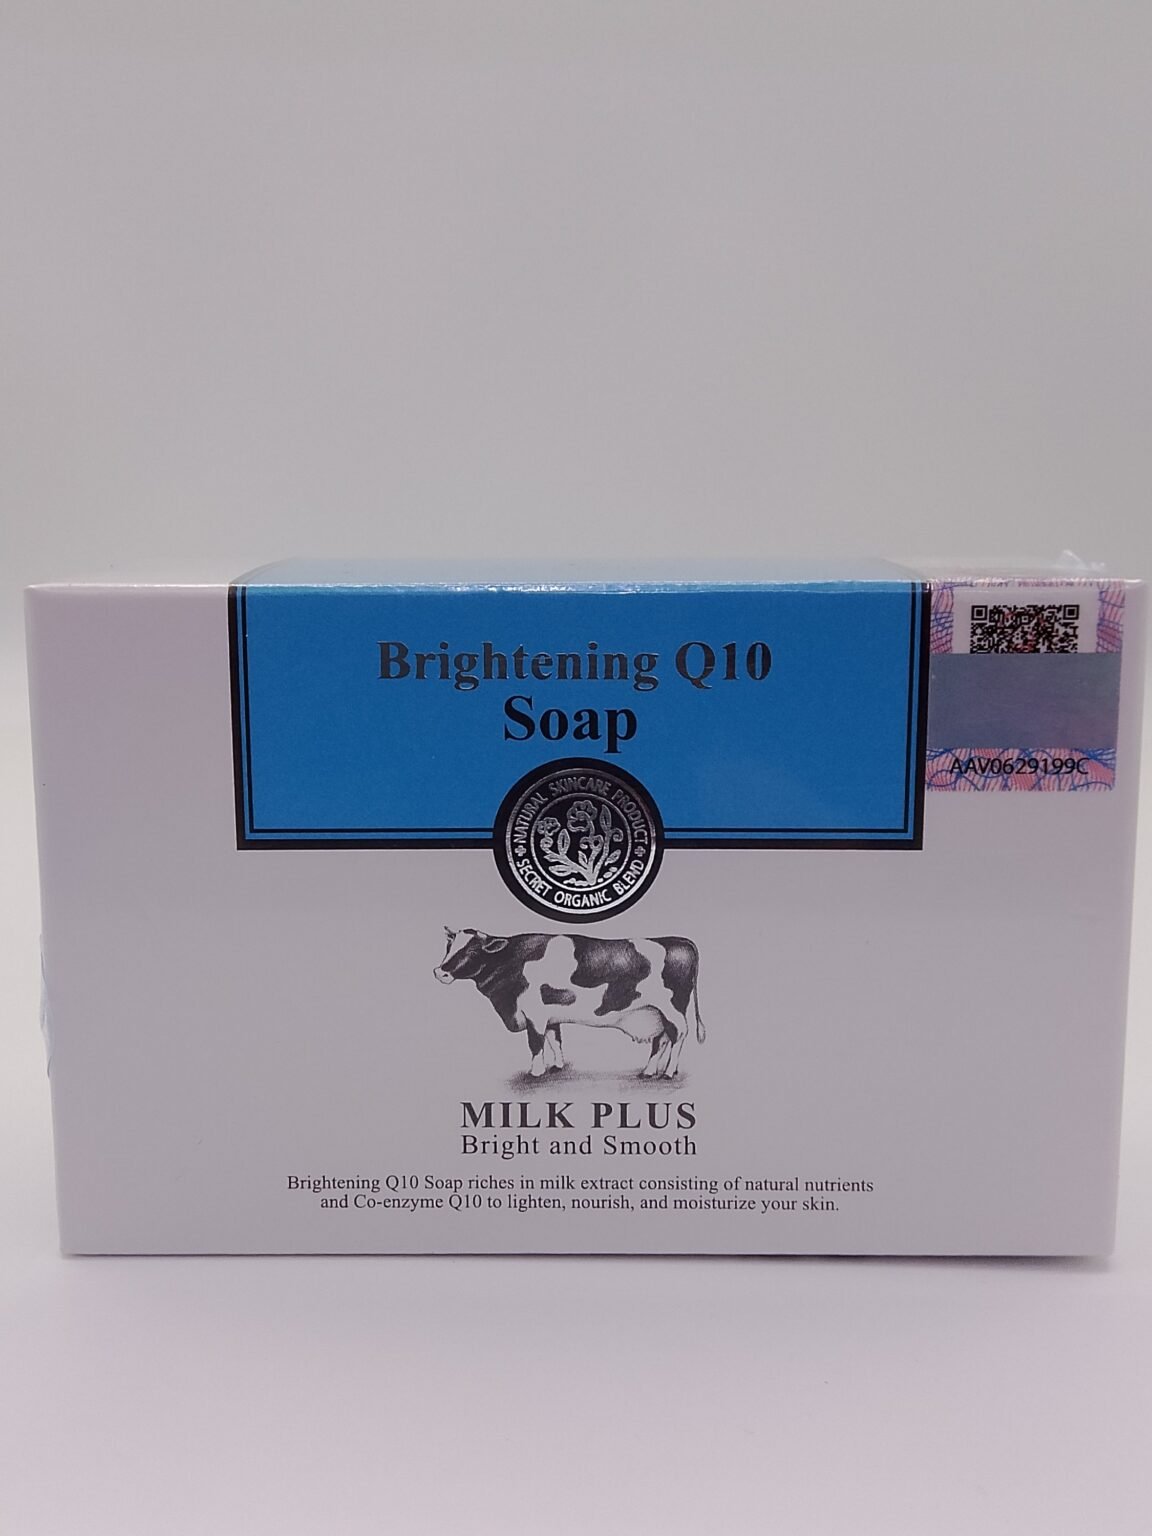 Brightening Q10
Soap
NATURAL SKINCARE PRODUCT
SECRET ORGANIC BLEND
AAV0629199C
MILK PLUS
Bright and Smooth
Brightening Q10 Soap riches in milk extract consisting of natural nutrients
and Co-enzyme Q10 to lighten, nourish, and moisturize your skin.